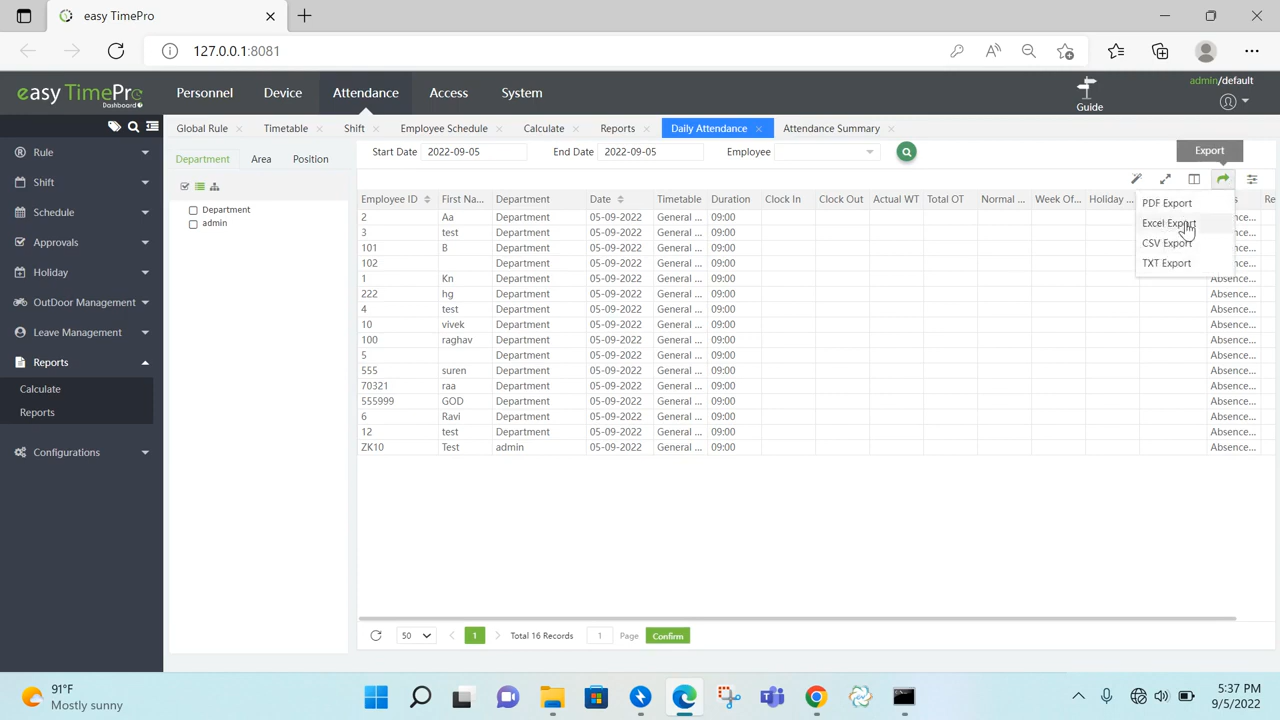 easy TimePro
127.0.0.1:8081
easy TimePro
Dashboard
Personnel Device Attendance Access System
Guide
admin/default
Global Rule Timetable Shift Employee Schedule Calculate Reports Daily Attendance Attendance Summary
Rule
Shift
Schedule
Approvals
Holiday
OutDoor Management
Leave Management
Reports
Calculate
Reports
Configurations
Department Area Position
Department
admin
Start Date 2022-09-05 End Date 2022-09-05 Employee
Export
PDF Export
Excel Export
CSV Export
TXT Export
Employee ID First Na... Department Date Timetable Duration Clock In Clock Out Actual WT Total OT Normal ... Week Of... Holiday ... Re
2 Aa Department 05-09-2022 General ... 09:00
3 test Department 05-09-2022 General ... 09:00
101 B Department 05-09-2022 General ... 09:00
102 Department 05-09-2022 General ... 09:00
1 Kn Department 05-09-2022 General ... 09:00 Absence...
222 hg Department 05-09-2022 General ... 09:00 Absence...
4 test Department 05-09-2022 General ... 09:00 Absence...
10 vivek Department 05-09-2022 General ... 09:00 Absence...
100 raghav Department 05-09-2022 General ... 09:00 Absence...
5 Department 05-09-2022 General ... 09:00 Absence...
555 suren Department 05-09-2022 General ... 09:00 Absence...
70321 raa Department 05-09-2022 General ... 09:00 Absence...
555999 GOD Department 05-09-2022 General ... 09:00 Absence...
6 Ravi Department 05-09-2022 General ... 09:00 Absence...
12 test Department 05-09-2022 General ... 09:00 Absence...
ZK10 Test admin 05-09-2022 General ... 09:00 Absence...
50 1 Total 16 Records 1 Page Confirm
91°F
Mostly sunny
5:37 PM
9/5/2022